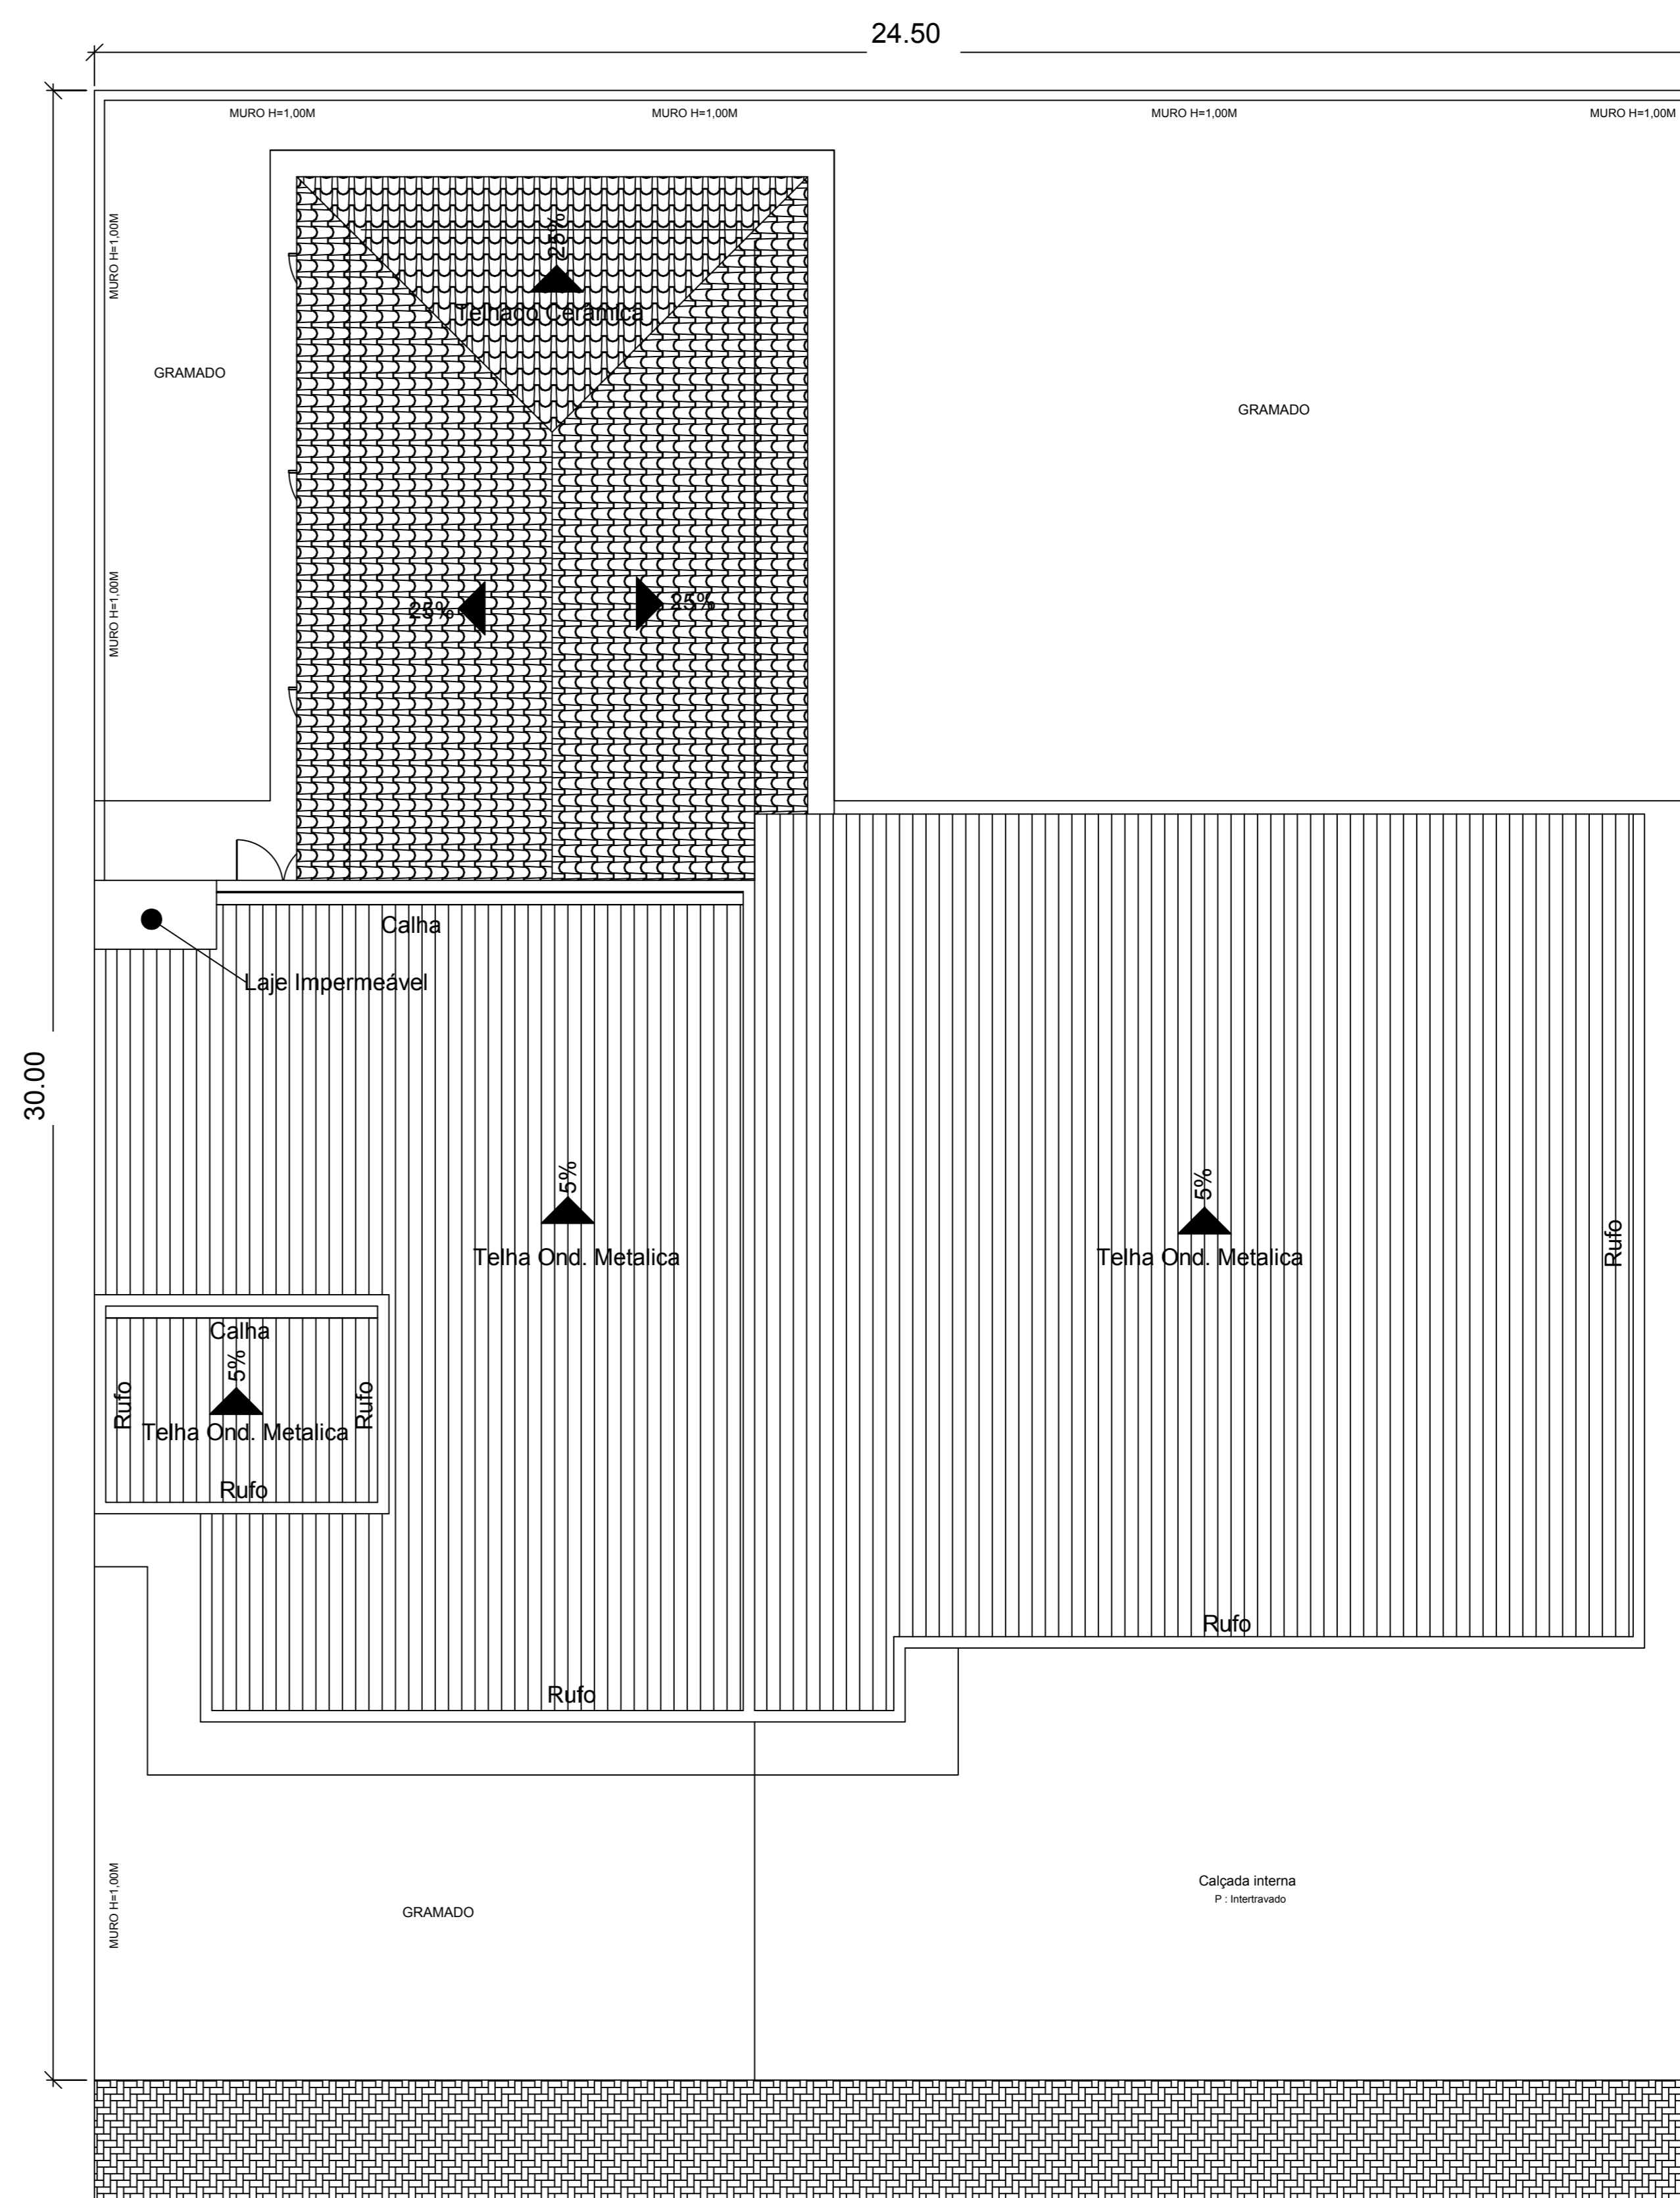 24.50
MURO H=1,00M
MURO H=1,00M
MURO H=1,00M
MURO H=1,00M
MURO H=1,00M
25%
Telhado Cerâmica
GRAMADO
GRAMADO
MURO H=1,00M
25%
25%
Calha
Laje Impermeável
30.00
5%
Telha Ond. Metalica
5%
Telha Ond. Metalica
Rufo
Calha
5%
Rufo
Rufo
Telha Ond. Metalica
Rufo
Rufo
Rufo
MURO H=1,00M
GRAMADO
Calçada interna
P : Intertravado